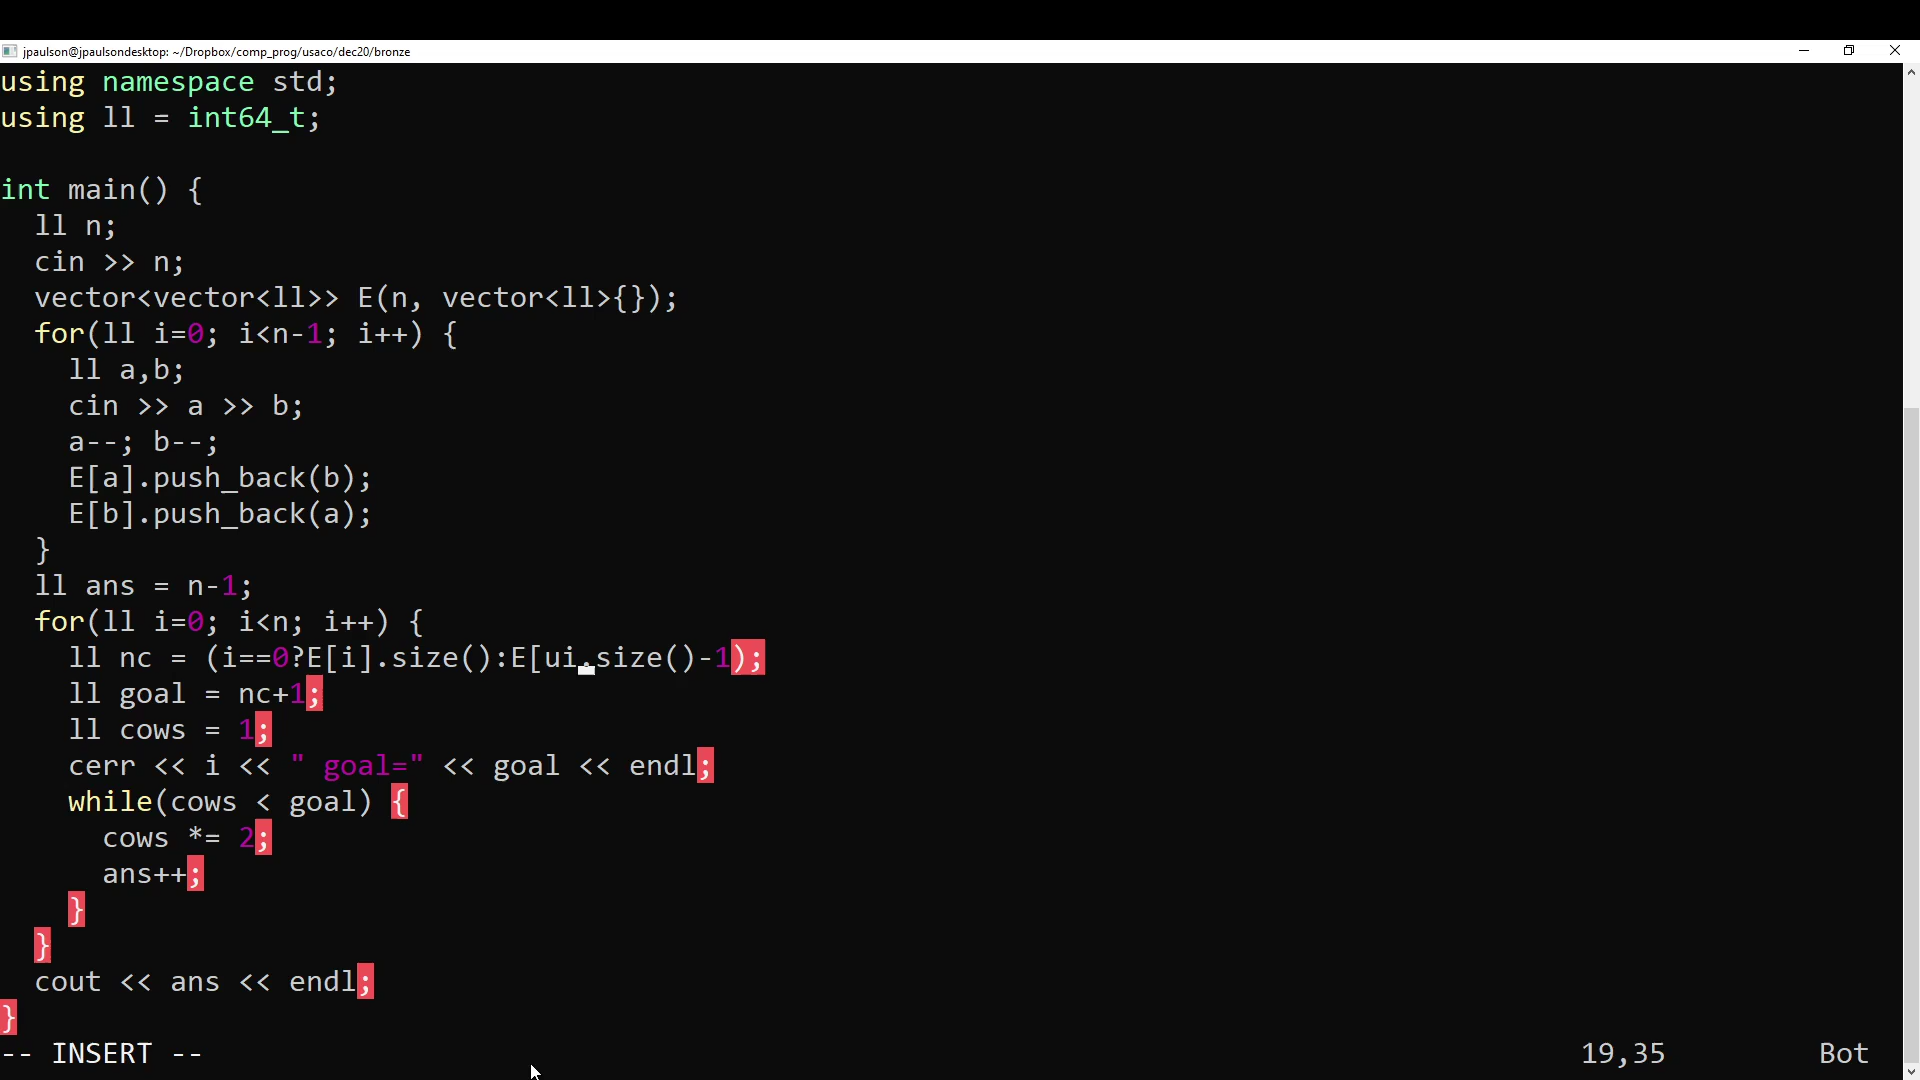 jpaulson@jpaulsondesktop: ~/Dropbox/comp_prog/usaco/dec20/bronze
using namespace std;
using ll = int64_t;
int main() {
  ll n;
  cin >> n;
  vector<vector<ll>> E(n, vector<ll>{});
  for(ll i=0; i<n-1; i++) {
    ll a,b;
    cin >> a >> b;
    a--; b--;
    E[a].push_back(b);
    E[b].push_back(a);
  }
  ll ans = n-1;
  for(ll i=0; i<n; i++) {
    ll nc = (i==0?E[i].size():E[ui.size()-1);
    ll goal = nc+1;
    ll cows = 1;
    cerr << i << " goal=" << goal << endl;
    while(cows < goal) {
      cows *= 2;
      ans++;
    }
  }
  cout << ans << endl;
}
-- INSERT -- 19,35 Bot